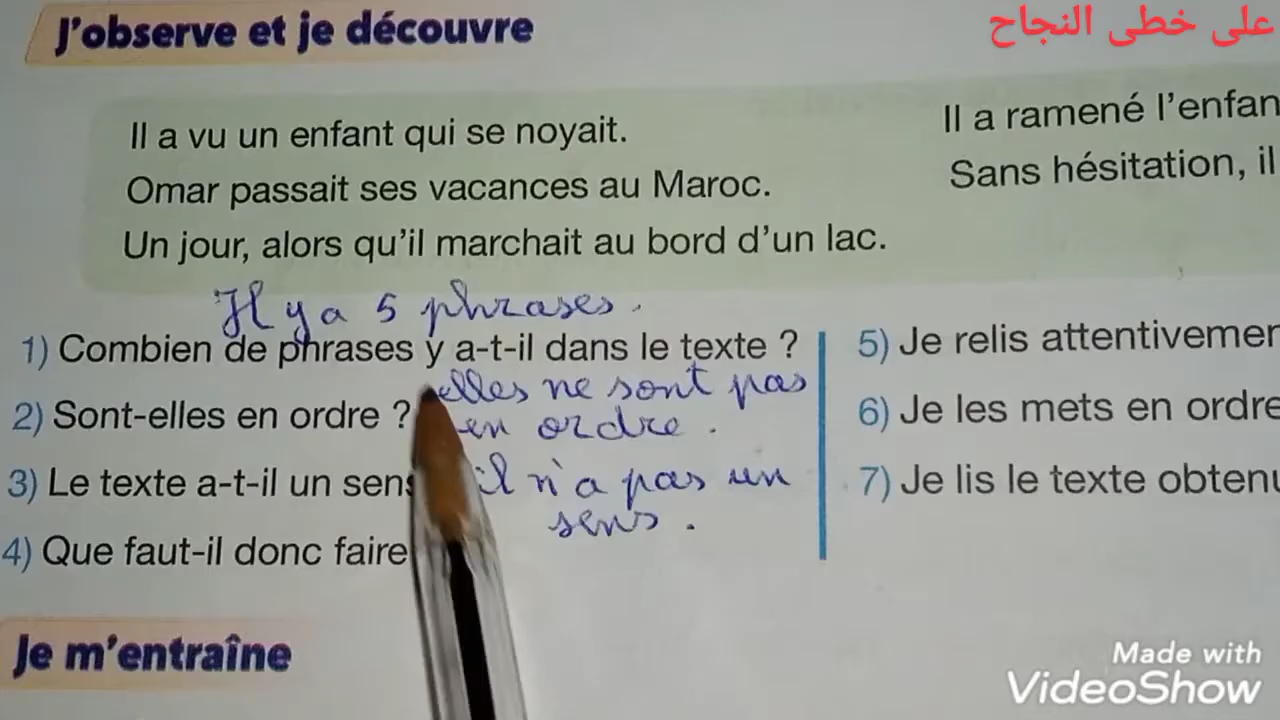 J'observe et je découvre
على خطى النجاح
Il a vu un enfant qui se noyait.
Omar passait ses vacances au Maroc.
Un jour, alors qu'il marchait au bord d'un lac.
Il a ramené l'enfan
Sans hésitation, il
Il y a 5 phrases.
1) Combien de phrases y a-t-il dans le texte ?
elles ne sont pas
2) Sont-elles en ordre ?
en ordre.
3) Le texte a-t-il un sens
il n'a pas un
sens.
4) Que faut-il donc faire
5) Je relis attentivemen
6) Je les mets en ordre
7) Je lis le texte obtenu
Je m'entraîne
Made with
VideoShow